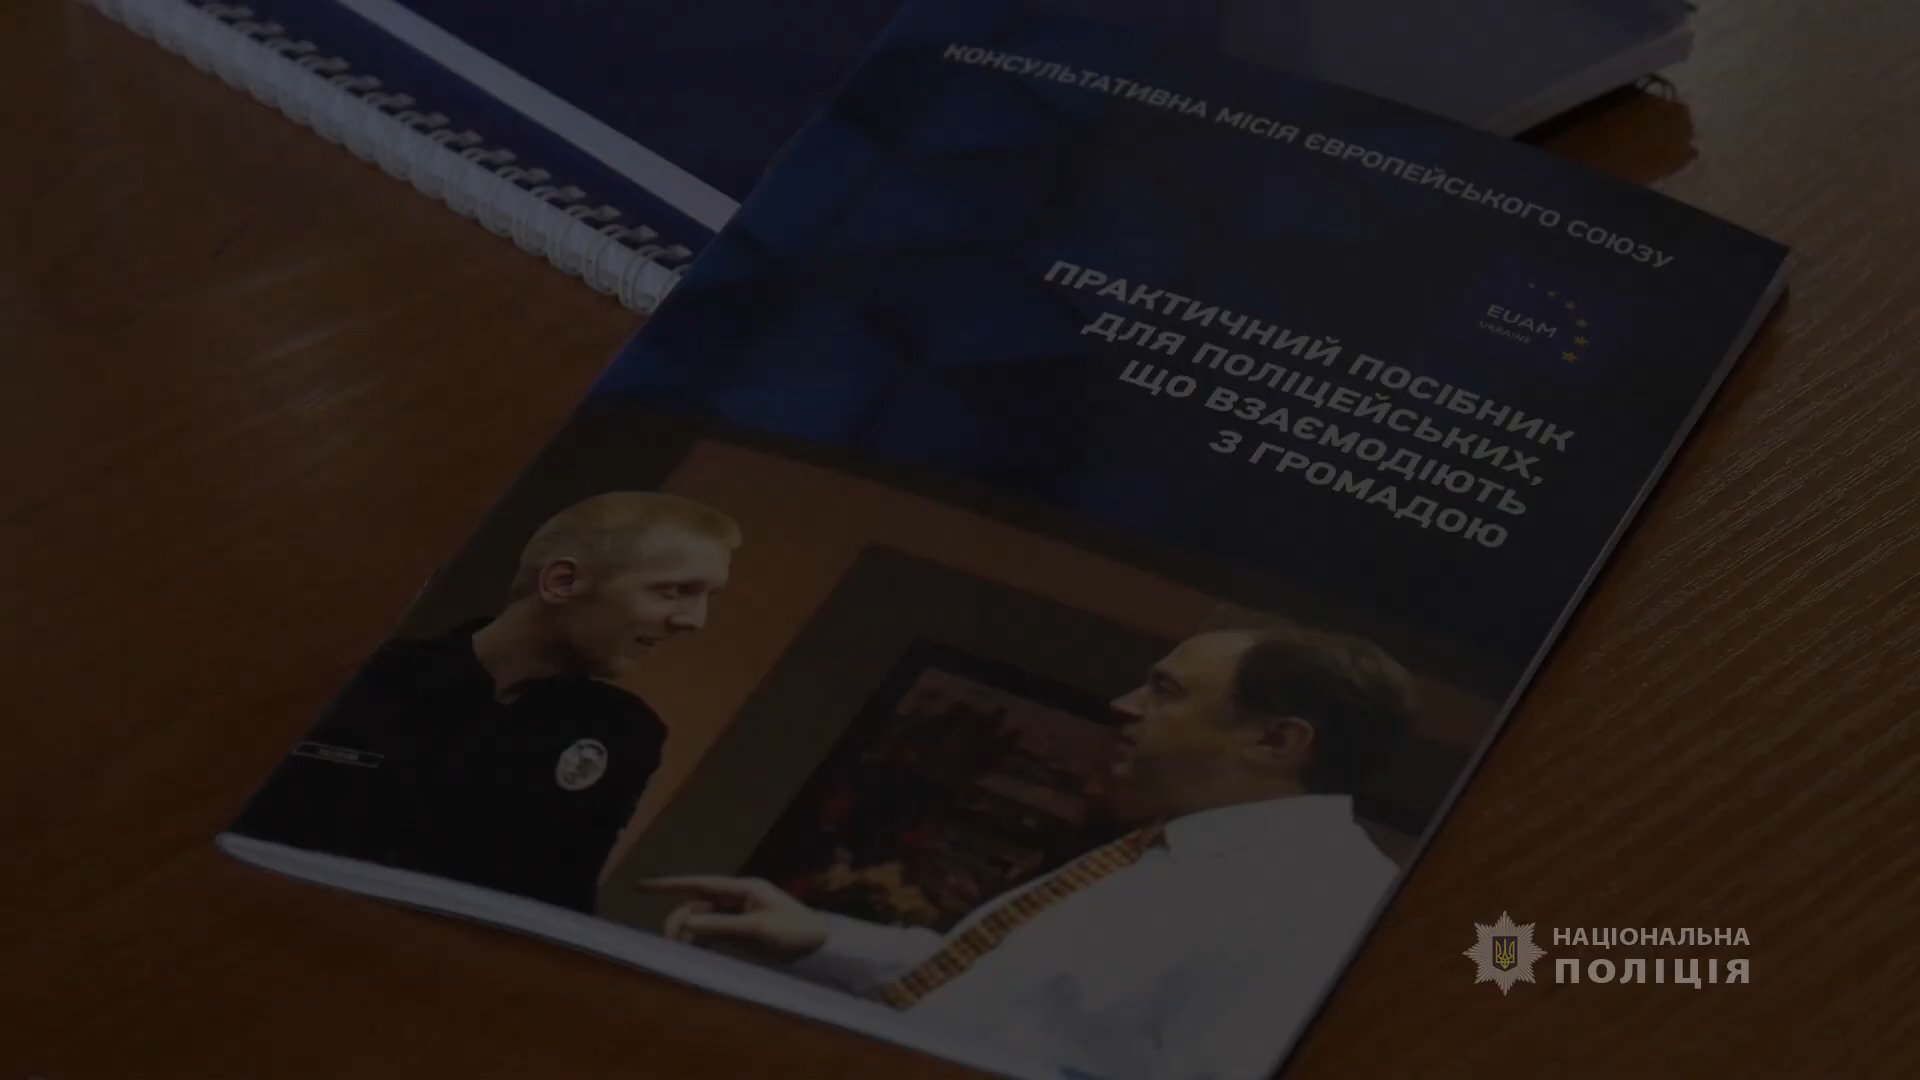 КОНСУЛЬТАТИВНА МІСІЯ ЄВРОПЕЙСЬКОГО СОЮЗУ
EUAM
UKRAINE
ПРАКТИЧНИЙ ПОСІБНИК
ДЛЯ ПОЛІЦЕЙСЬКИХ,
ЩО ВЗАЄМОДІЮТЬ
З ГРОМАДОЮ
НАЦІОНАЛЬНА
ПОЛІЦІЯ